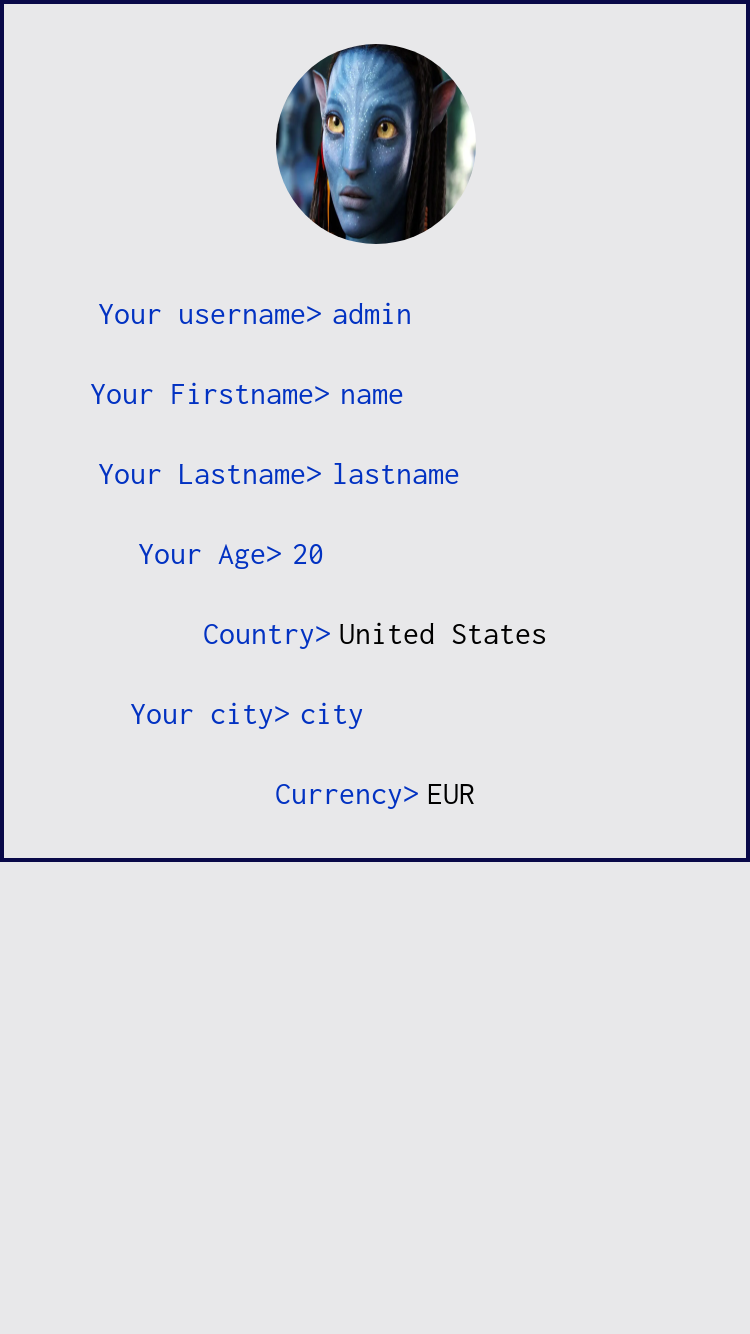 Your username> admin
Your Firstname> name
Your Lastname> lastname
Your Age> 20
Country> United States
Your city> city
Currency> EUR